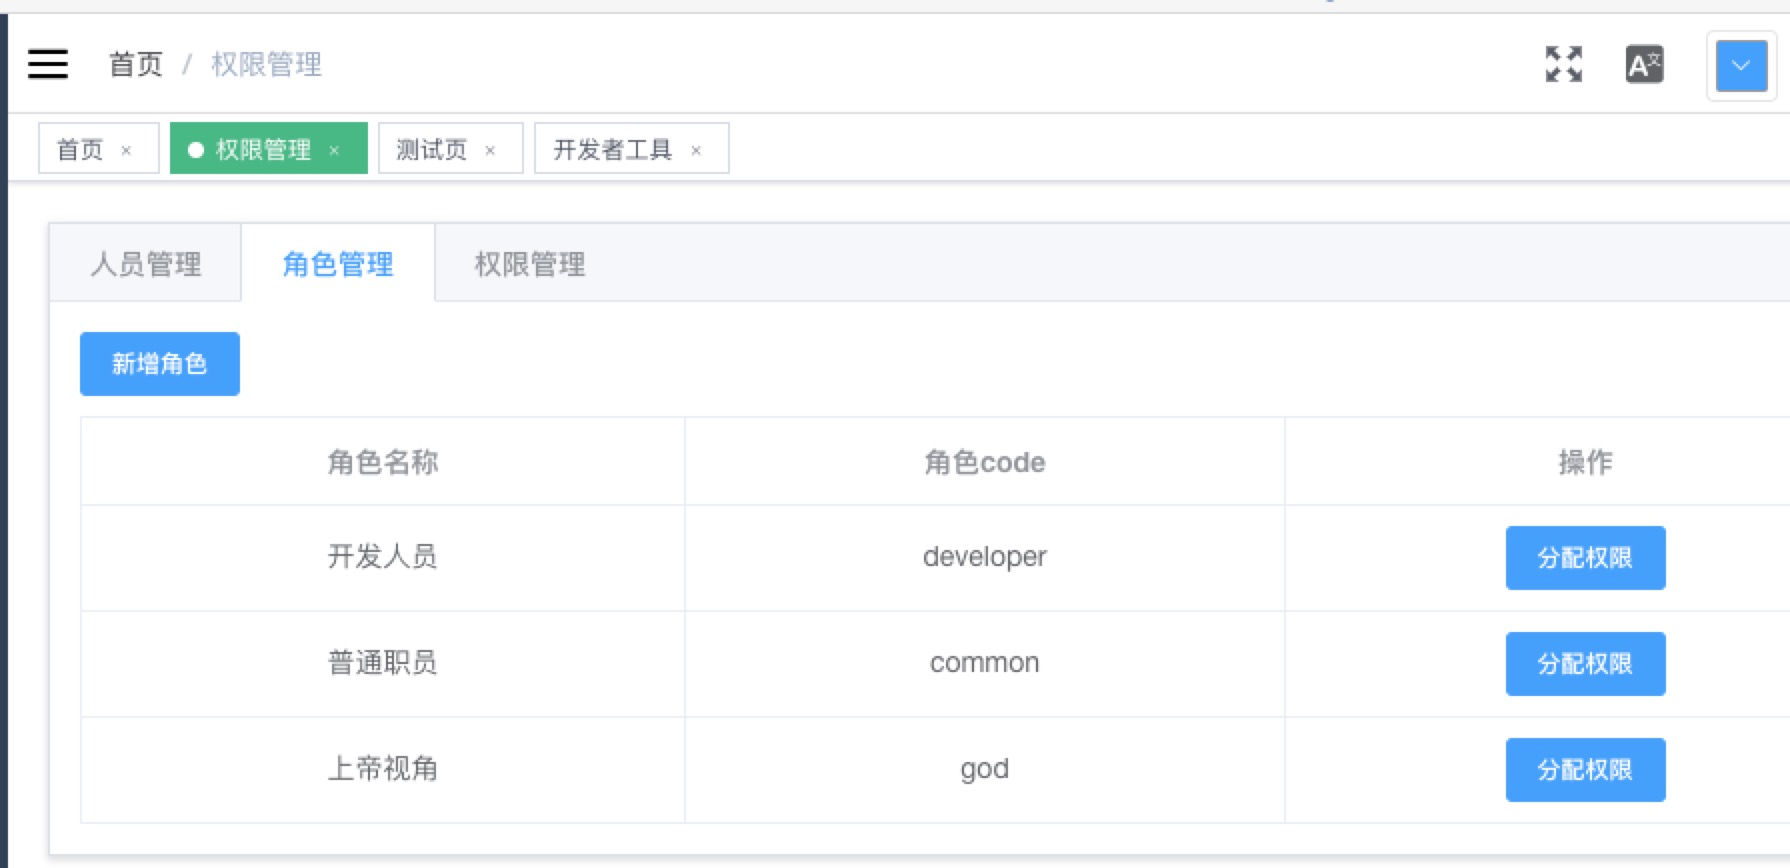 首页 / 权限管理
首页 × 权限管理 × 测试页 × 开发者工具 ×
人员管理 角色管理 权限管理
新增角色
角色名称 角色code 操作
开发人员 developer 分配权限
普通职员 common 分配权限
上帝视角 god 分配权限